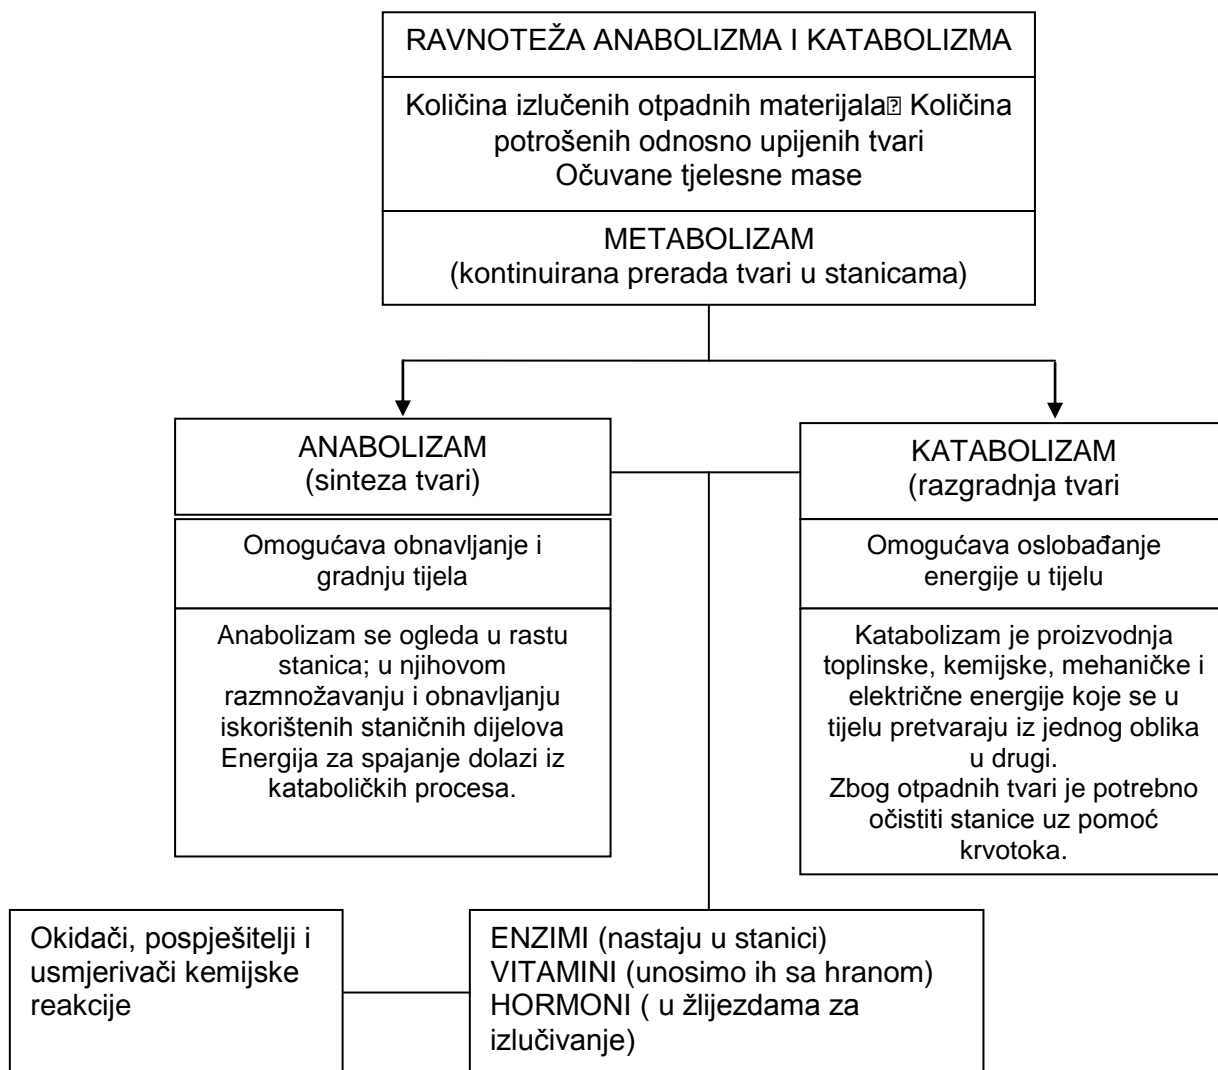 RAVNOTEŽA ANABOLIZMA I KATABOLIZMA
Količina izlučenih otpadnih materijala⍰ Količina
potrošenih odnosno upijenih tvari
Očuvane tjelesne mase
METABOLIZAM
(kontinuirana prerada tvari u stanicama)
ANABOLIZAM
(sinteza tvari)
Omogućava obnavljanje i
gradnju tijela
Anabolizam se ogleda u rastu
stanica; u njihovom
razmnožavanju i obnavljanju
iskorištenih staničnih dijelova
Energija za spajanje dolazi iz
kataboličkih procesa.
KATABOLIZAM
(razgradnja tvari
Omogućava oslobađanje
energije u tijelu
Katabolizam je proizvodnja
toplinske, kemijske, mehaničke i
električne energije koje se u
tijelu pretvaraju iz jednog oblika
u drugi.
Zbog otpadnih tvari je potrebno
očistiti stanice uz pomoć
krvotoka.
Okidači, pospješitelji i
usmjerivači kemijske
reakcije
ENZIMI (nastaju u stanici)
VITAMINI (unosimo ih sa hranom)
HORMONI ( u žlijezdama za
izlučivanje)